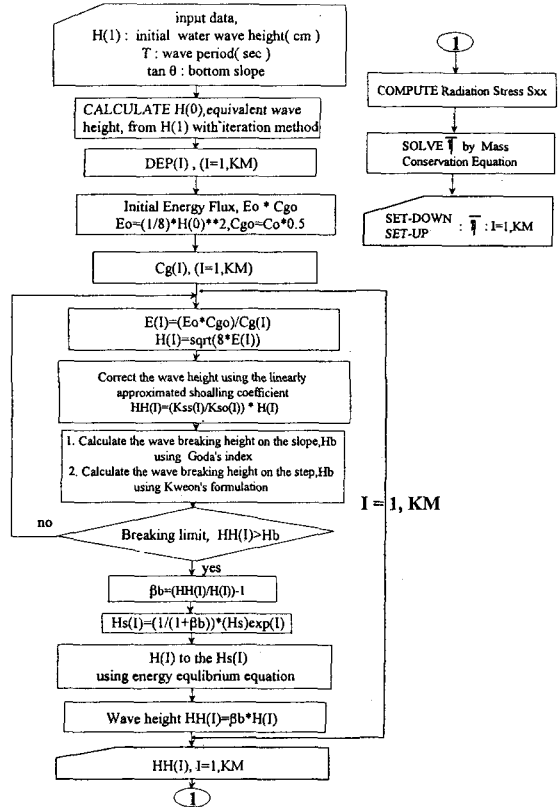 input data,
H(1) : initial water wave height( cm )
T : wave period( sec )
tan θ : bottom slope
CALCULATE H(0),equivalent wave
height, from H(1) with iteration method
DEP(I) , (I=1,KM)
Initial Energy Flux, Eo * Cgo
Eo=(1/8)*H(0)**2,Cgo=Co*0.5
Cg(I), (I=1,KM)
E(I)=(Eo*Cgo)/Cg(I)
H(I)=sqrt(8*E(I))
Correct the wave height using the linearly
approximated shoalling coefficient
HH(I)=(Kss(I)/Kso(I)) * H(I)
1. Calculate the wave breaking height on the slope,Hb
using Goda's index
2. Calculate the wave breaking height on the step,Hb
using Kweon's formulation
no
Breaking limit, HH(I)>Hb
yes
βb=(HH(I)/H(I))-1
Hs(I)=(1/(1+βb))*(Hs)exp(I)
H(I) to the Hs(I)
using energy equlibrium equation
Wave height HH(I)=βb*H(I)
HH(I), I=1,KM
1
I = 1, KM
1
COMPUTE Radiation Stress Sxx
SOLVE η̅ by Mass
Conservation Equation
SET-DOWN
SET-UP : η̅ : I=1,KM